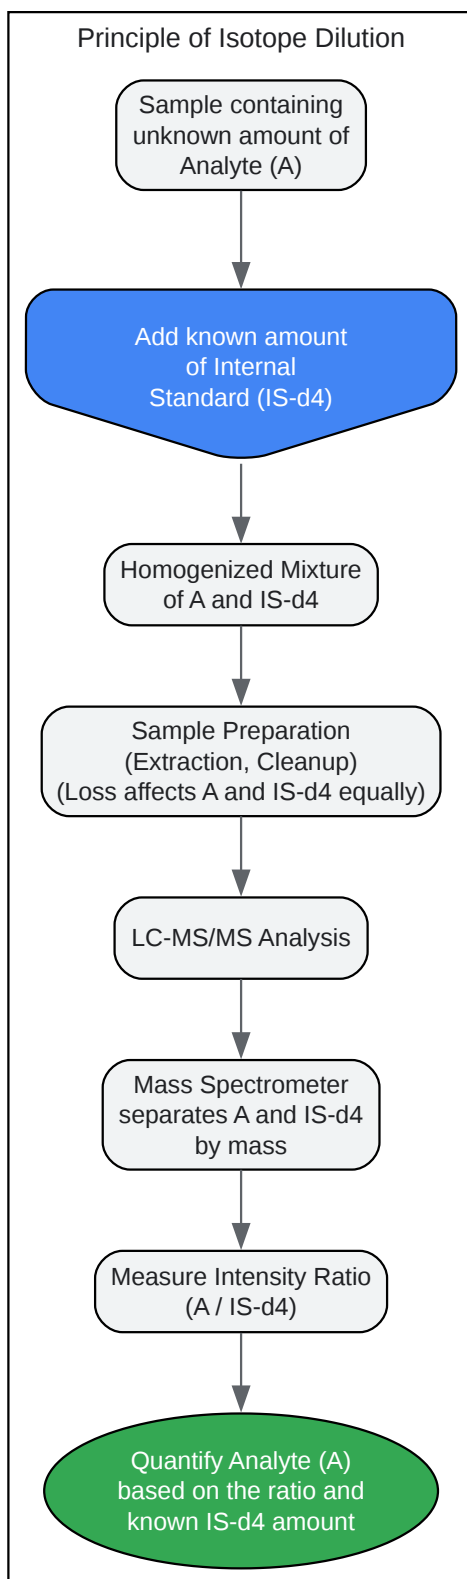 Principle of Isotope Dilution
Sample containing
unknown amount of
Analyte (A)
Add known amount
of Internal
Standard (IS-d4)
Homogenized Mixture
of A and IS-d4
Sample Preparation
(Extraction, Cleanup)
(Loss affects A and IS-d4 equally)
LC-MS/MS Analysis
Mass Spectrometer
separates A and IS-d4
by mass
Measure Intensity Ratio
(A / IS-d4)
Quantify Analyte (A)
based on the ratio and
known IS-d4 amount